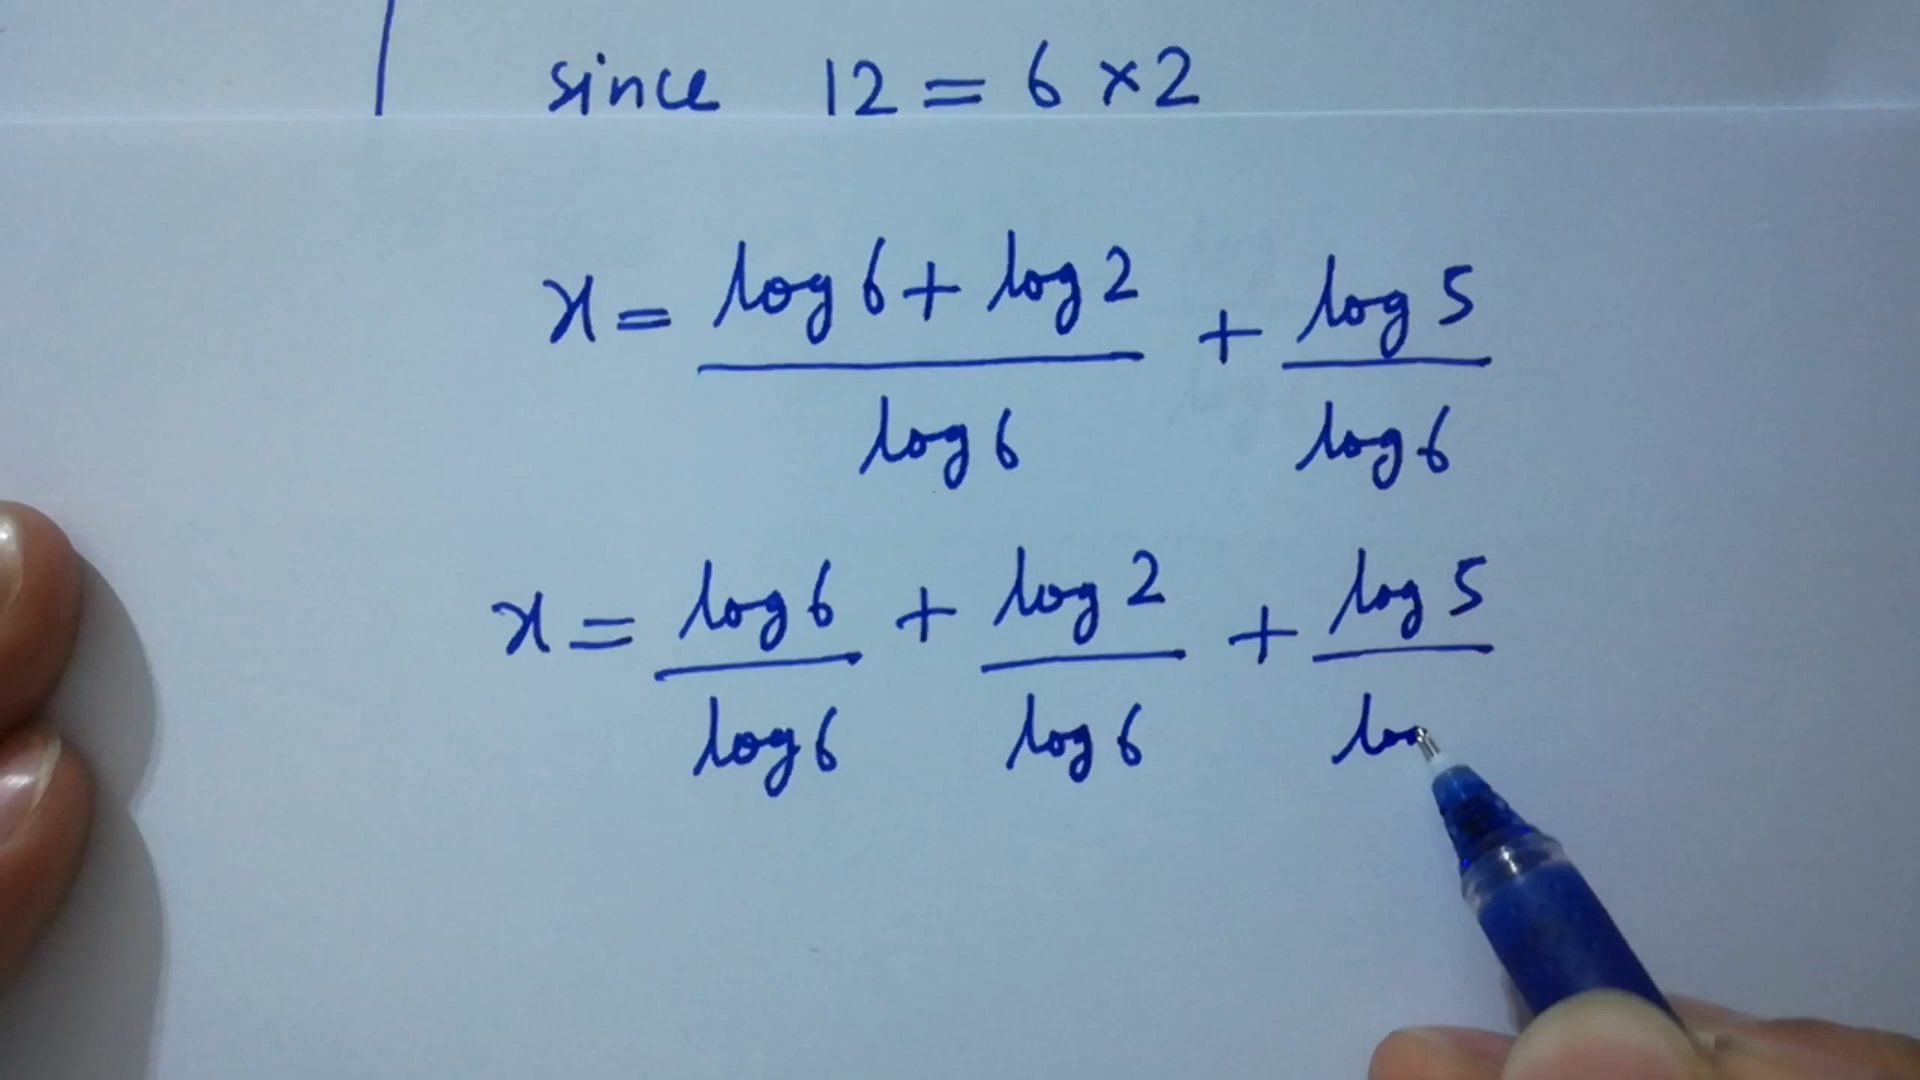 since 12 = 6 × 2
x = (log 6 + log 2) / log 6 + log 5 / log 6
x = log 6 / log 6 + log 2 / log 6 + log 5 / lo